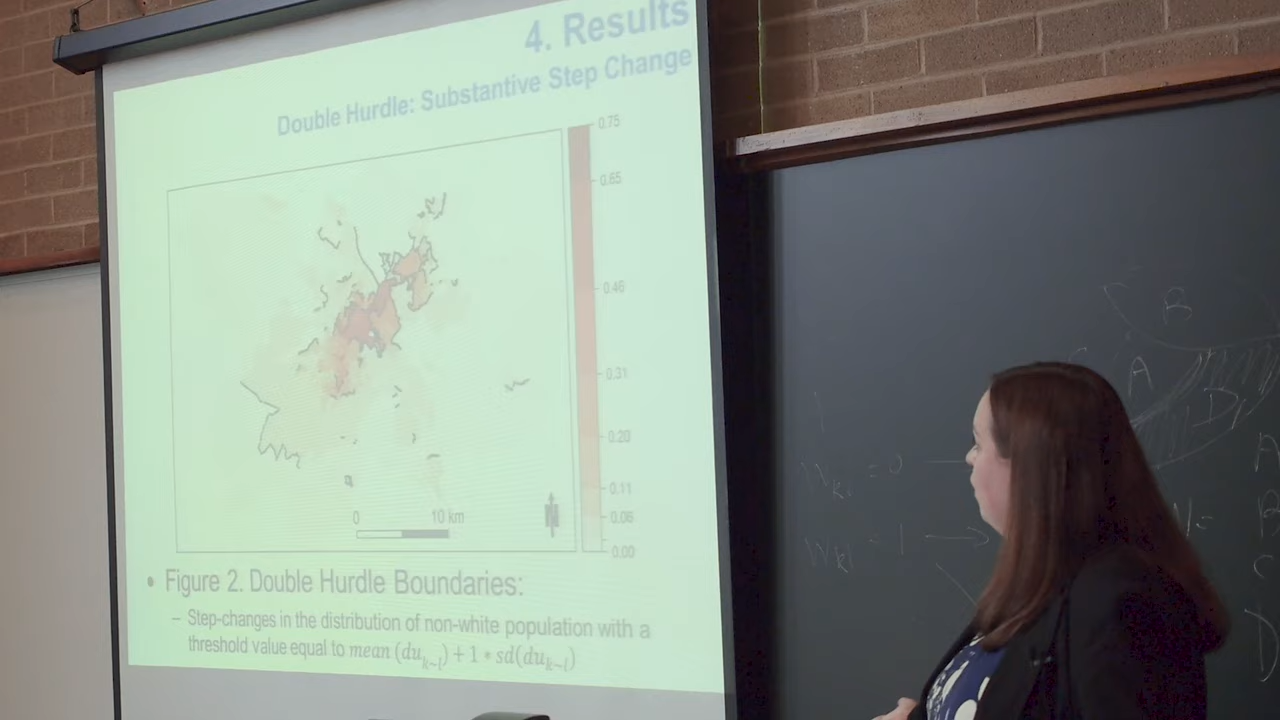 4. Results
Double Hurdle: Substantive Step Change
0.75
0.65
0.46
0.31
0.20
0.11
0.06
0.00
0 10 km
• Figure 2. Double Hurdle Boundaries:
– Step-changes in the distribution of non-white population with a
threshold value equal to mean (du_{k~l}) + 1 * sd(du_{k~l})
B
A
D
A
B
C
D